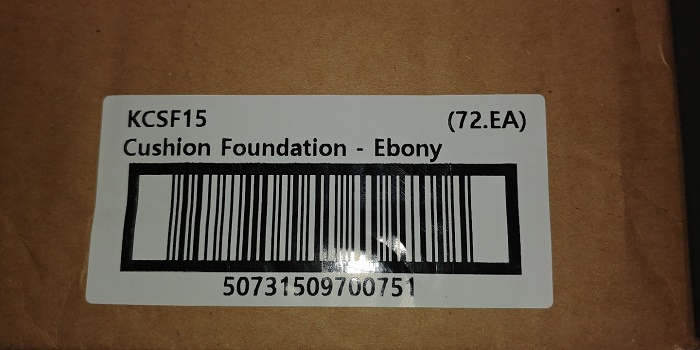 KCSF15 (72.EA)
Cushion Foundation - Ebony
50731509700751